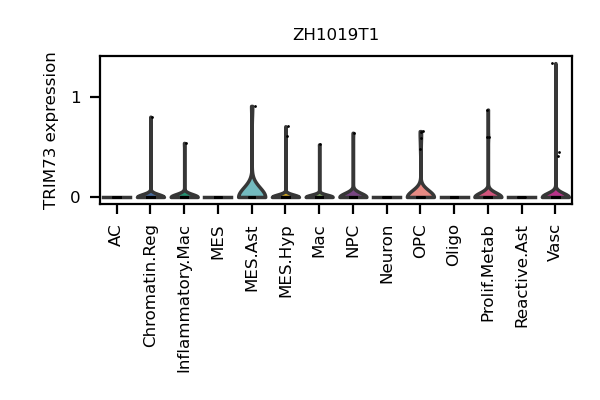 ZH1019T1
TRIM73 expression
1
0
AC
Chromatin.Reg
Inflammatory.Mac
MES
MES.Ast
MES.Hyp
Mac
NPC
Neuron
OPC
Oligo
Prolif.Metab
Reactive.Ast
Vasc